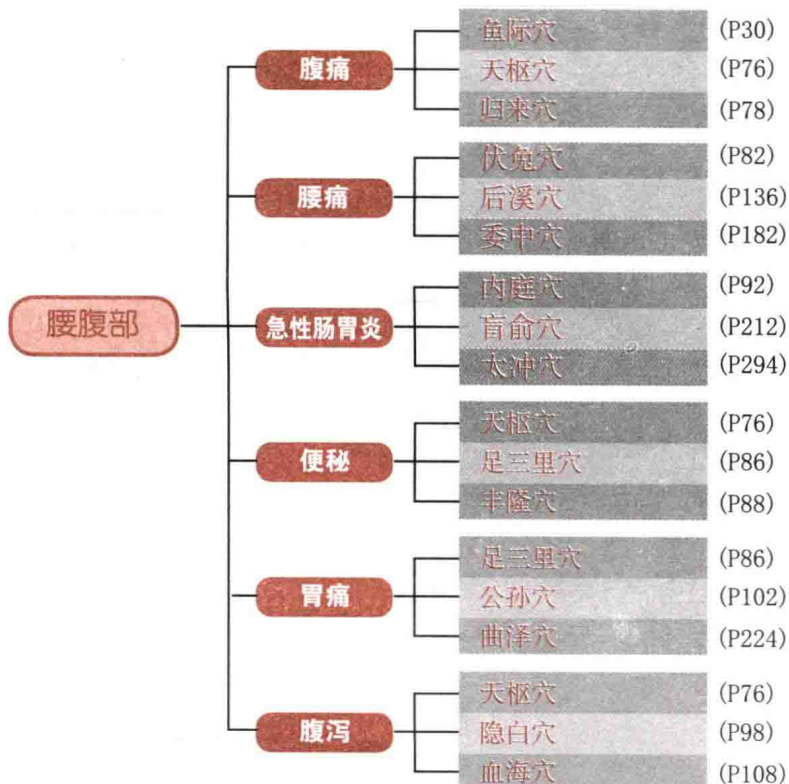 腰腹部
腹痛
鱼际穴 (P30)
天枢穴 (P76)
归来穴 (P78)
腰痛
伏兔穴 (P82)
后溪穴 (P136)
委中穴 (P182)
急性肠胃炎
内庭穴 (P92)
肓俞穴 (P212)
太冲穴 (P294)
便秘
天枢穴 (P76)
足三里穴 (P86)
丰隆穴 (P88)
胃痛
足三里穴 (P86)
公孙穴 (P102)
曲泽穴 (P224)
腹泻
天枢穴 (P76)
隐白穴 (P98)
血海穴 (P108)